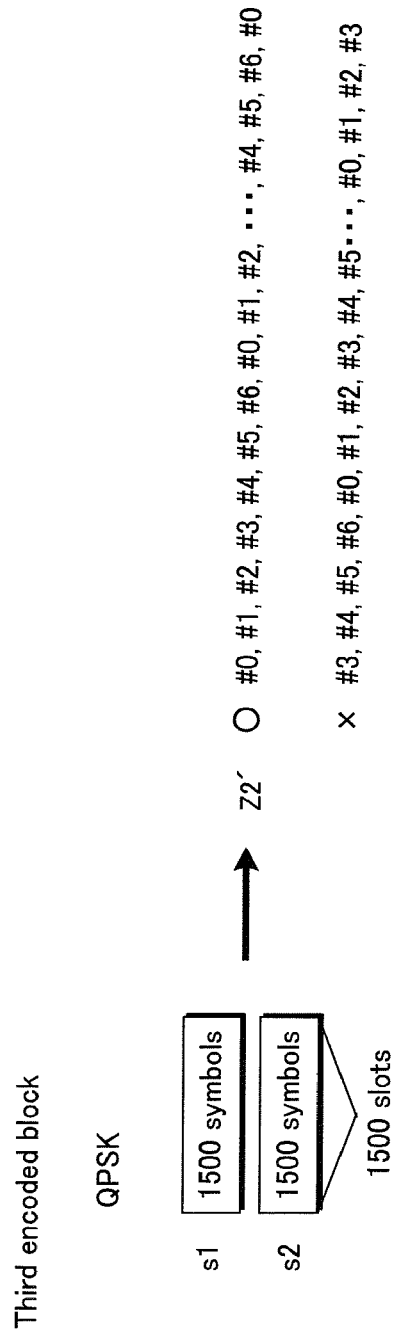 Third encoded block
QPSK
s1 1500 symbols
s2 1500 symbols
1500 slots
Z2´ ○ #0, #1, #2, #3, #4, #5, #6, #0, #1, #2, ･･･, #4, #5, #6, #0
× #3, #4, #5, #6, #0, #1, #2, #3, #4, #5･･･, #0, #1, #2, #3